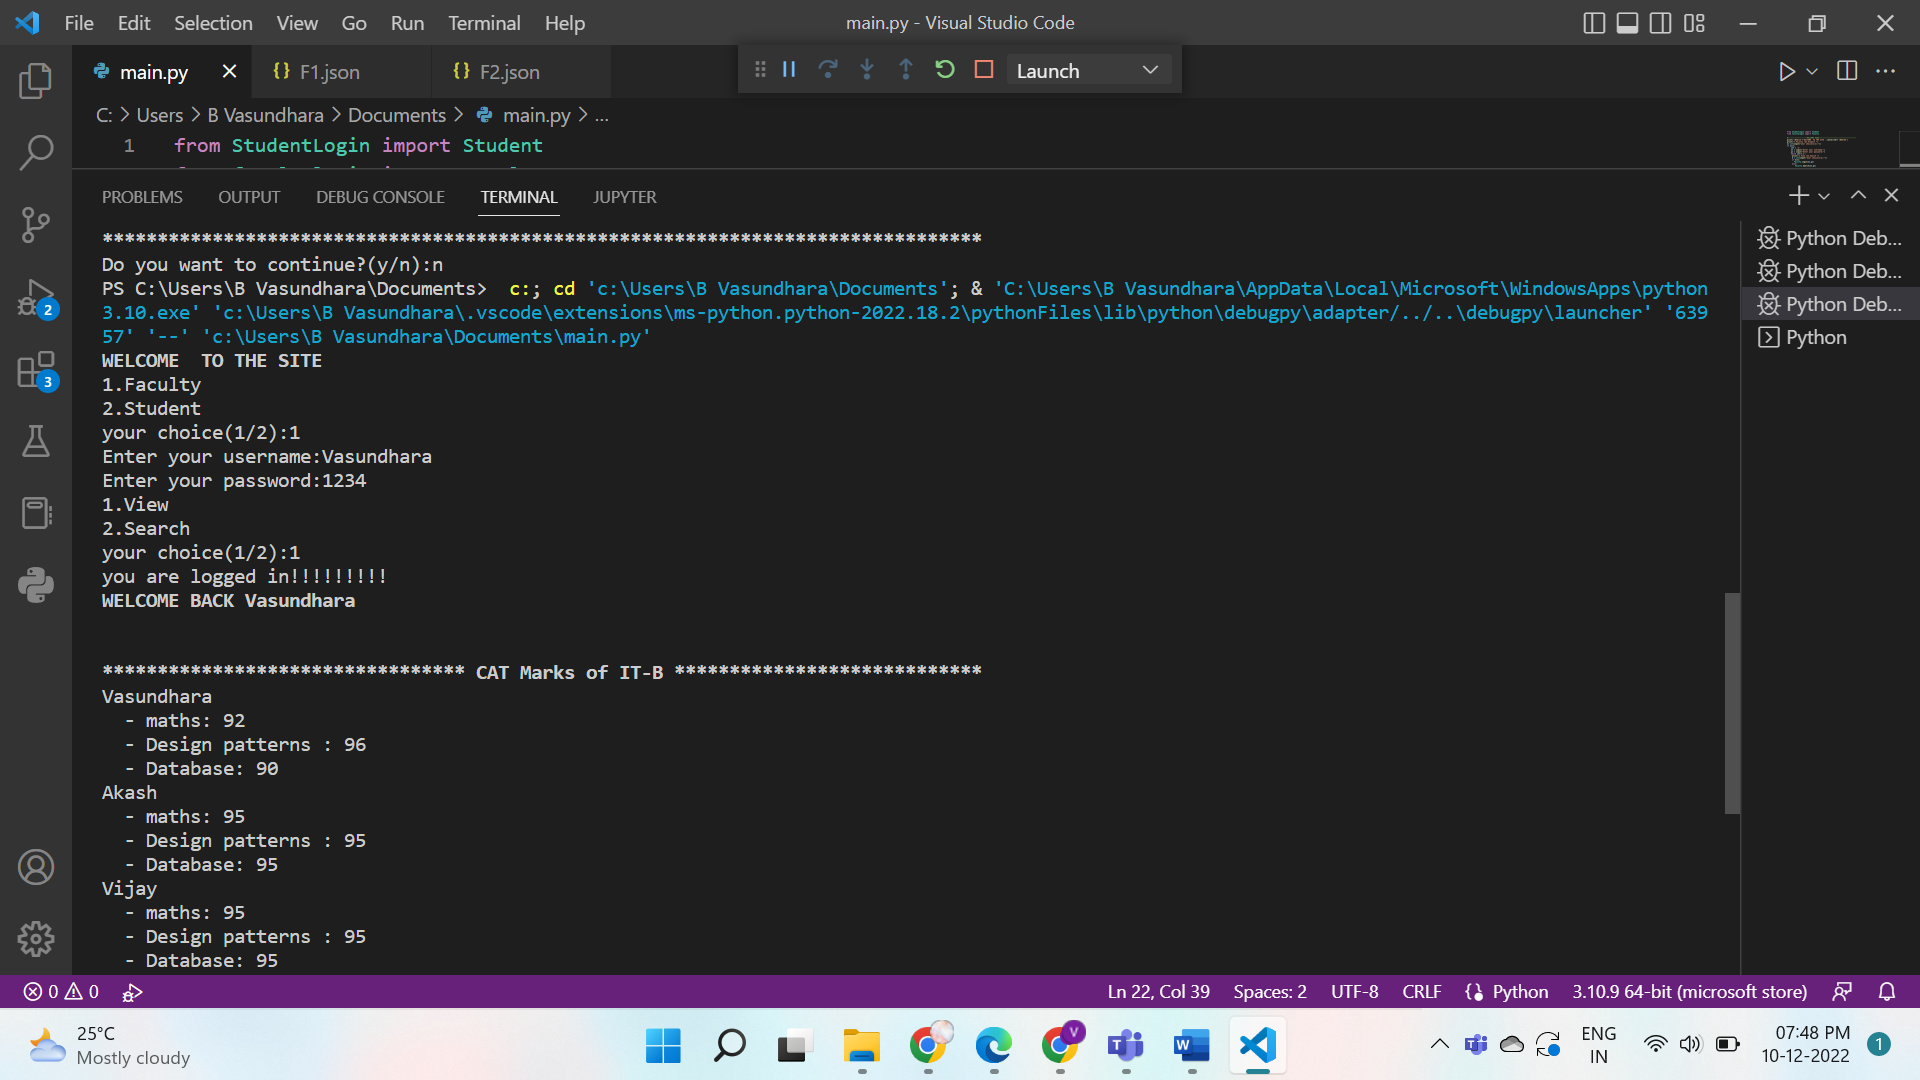 File Edit Selection View Go Run Terminal Help
main.py - Visual Studio Code
main.py F1.json F2.json
Launch
C: > Users > B Vasundhara > Documents > main.py > ...
1 from StudentLogin import Student
PROBLEMS OUTPUT DEBUG CONSOLE TERMINAL JUPYTER
********************************************************************************
Do you want to continue?(y/n):n
PS C:\Users\B Vasundhara\Documents>  c:; cd 'c:\Users\B Vasundhara\Documents'; & 'C:\Users\B Vasundhara\AppData\Local\Microsoft\WindowsApps\python
3.10.exe' 'c:\Users\B Vasundhara\.vscode\extensions\ms-python.python-2022.18.2\pythonFiles\lib\python\debugpy\adapter/../..\debugpy\launcher' '639
57' '--' 'c:\Users\B Vasundhara\Documents\main.py'
WELCOME  TO THE SITE
1.Faculty
2.Student
your choice(1/2):1
Enter your username:Vasundhara
Enter your password:1234
1.View
2.Search
your choice(1/2):1
you are logged in!!!!!!!!!
WELCOME BACK Vasundhara
********************************* CAT Marks of IT-B ****************************
Vasundhara
  - maths: 92
  - Design patterns : 96
  - Database: 90
Akash
  - maths: 95
  - Design patterns : 95
  - Database: 95
Vijay
  - maths: 95
  - Design patterns : 95
  - Database: 95
Python Deb...
Python Deb...
Python Deb...
Python
2
3
0 0
Ln 22, Col 39 Spaces: 2 UTF-8 CRLF Python 3.10.9 64-bit (microsoft store)
25°C
Mostly cloudy
V
ENG
IN
07:48 PM
10-12-2022
1